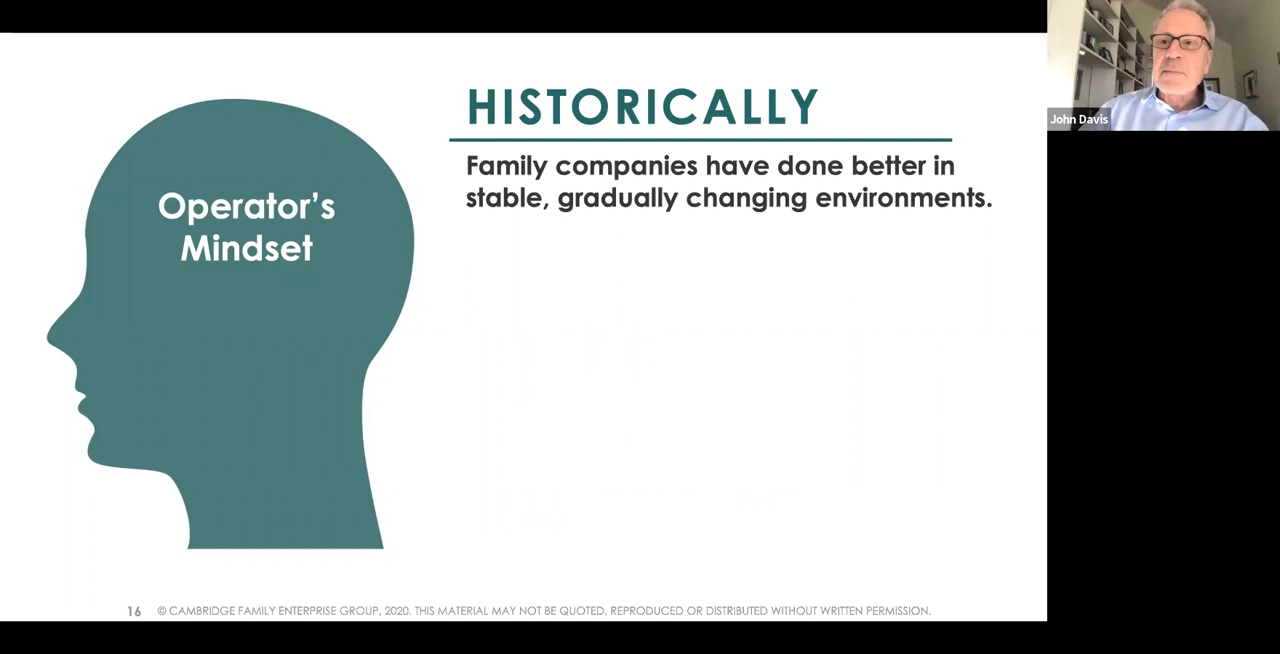 HISTORICALLY
Family companies have done better in
stable, gradually changing environments.
Operator’s
Mindset
John Davis
16 © CAMBRIDGE FAMILY ENTERPRISE GROUP, 2020. THIS MATERIAL MAY NOT BE QUOTED, REPRODUCED OR DISTRIBUTED WITHOUT WRITTEN PERMISSION.